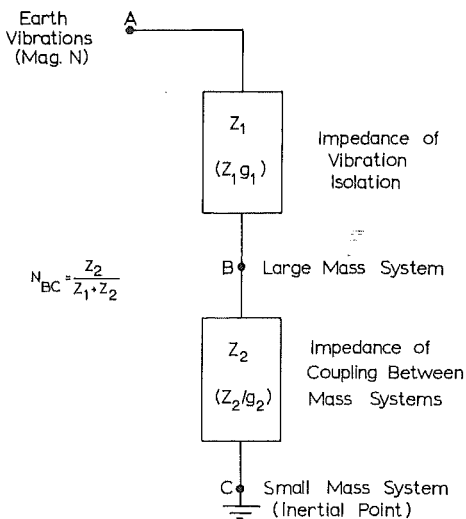 Earth
Vibrations
(Mag. N)
A
Z₁
(Z₁g₁)
Impedance of
Vibration
Isolation
B
Large Mass System
N_BC = Z₂/(Z₁+Z₂)
Z₂
(Z₂/g₂)
Impedance of
Coupling Between
Mass Systems
C
Small Mass System
(Inertial Point)